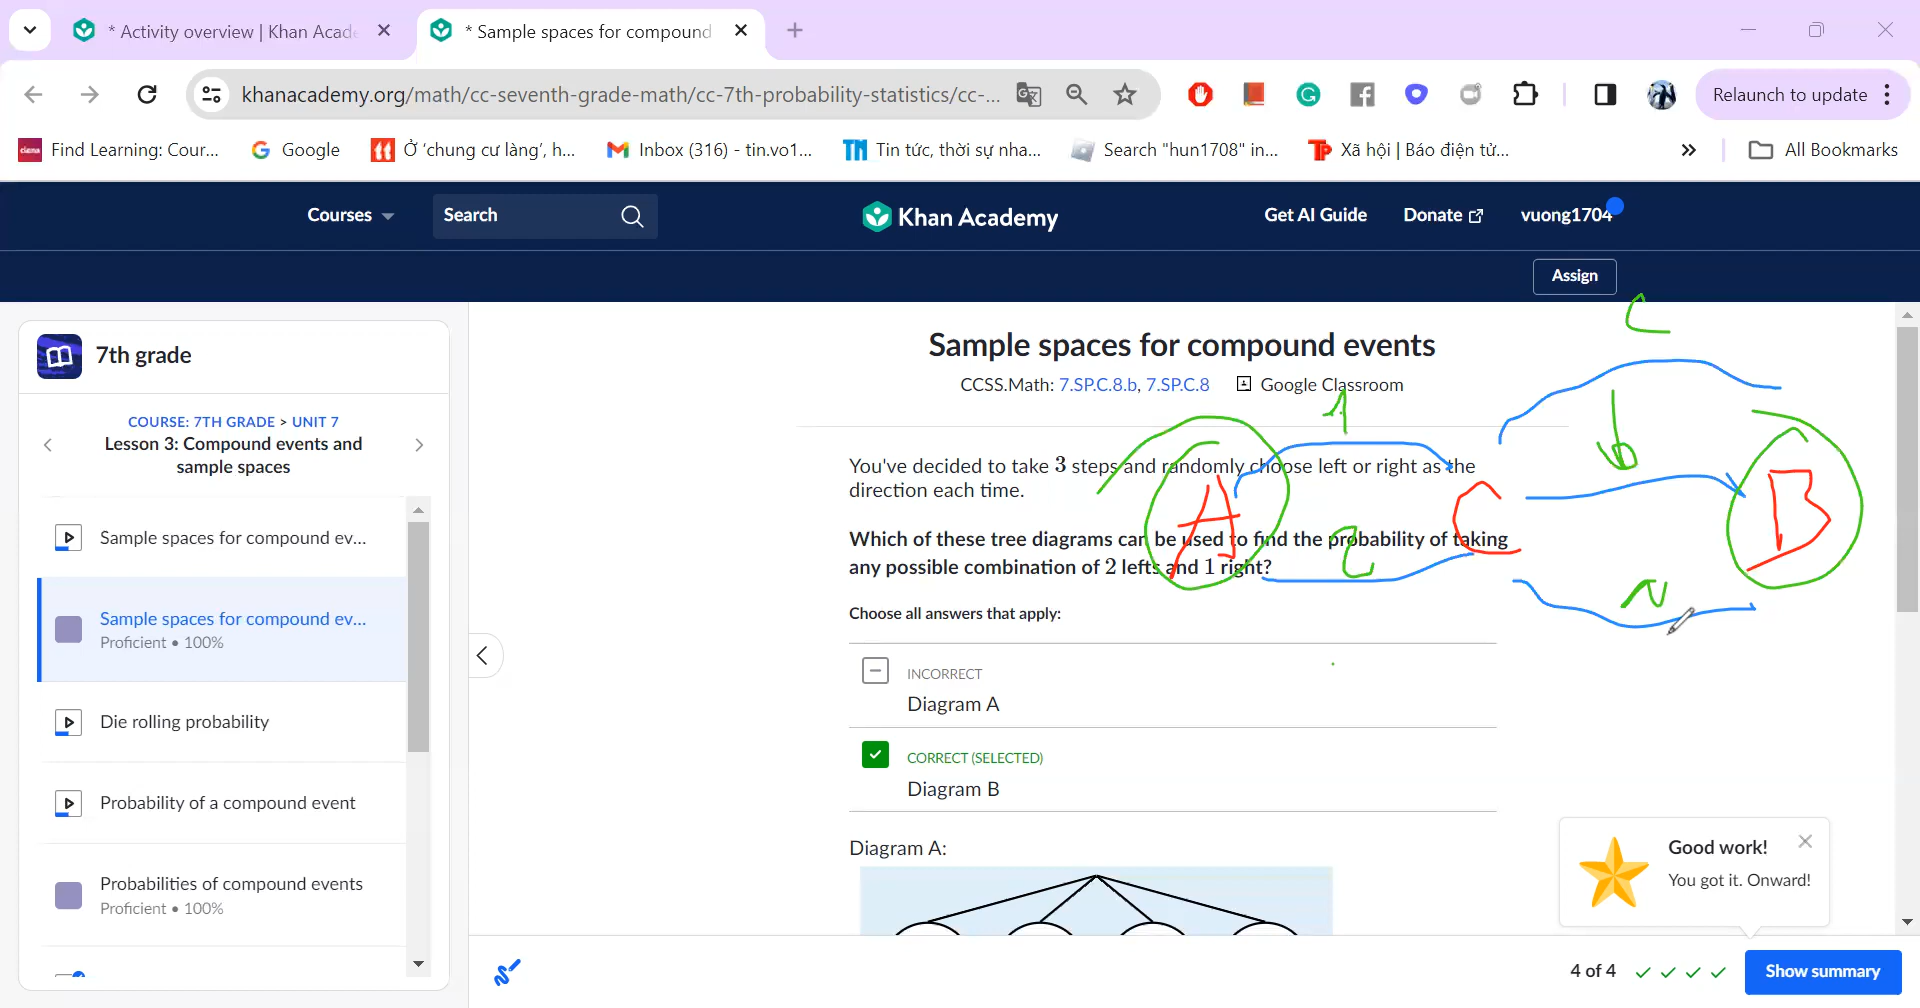 * Activity overview | Khan Acade
* Sample spaces for compound
khanacademy.org/math/cc-seventh-grade-math/cc-7th-probability-statistics/cc-...
Relaunch to update
Find Learning: Cour...
Google
Ở ‘chung cư làng’, h...
Inbox (316) - tin.vo1...
Tin tức, thời sự nha...
Search "hun1708" in...
Xã hội | Báo điện tử...
All Bookmarks
Courses
Search
Khan Academy
Get AI Guide
Donate
vuong1704
Assign
7th grade
COURSE: 7TH GRADE > UNIT 7
Lesson 3: Compound events and
sample spaces
Sample spaces for compound ev...
Sample spaces for compound ev...
Proficient • 100%
Die rolling probability
Probability of a compound event
Probabilities of compound events
Proficient • 100%
Sample spaces for compound events
CCSS.Math: 7.SP.C.8.b, 7.SP.C.8
Google Classroom
You've decided to take 3 steps and randomly choose left or right as the
direction each time.
Which of these tree diagrams can be used to find the probability of taking
any possible combination of 2 lefts and 1 right?
Choose all answers that apply:
INCORRECT
Diagram A
CORRECT (SELECTED)
Diagram B
Diagram A:
C
1
b
A
C
B
2
N
Good work!
You got it. Onward!
4 of 4
Show summary